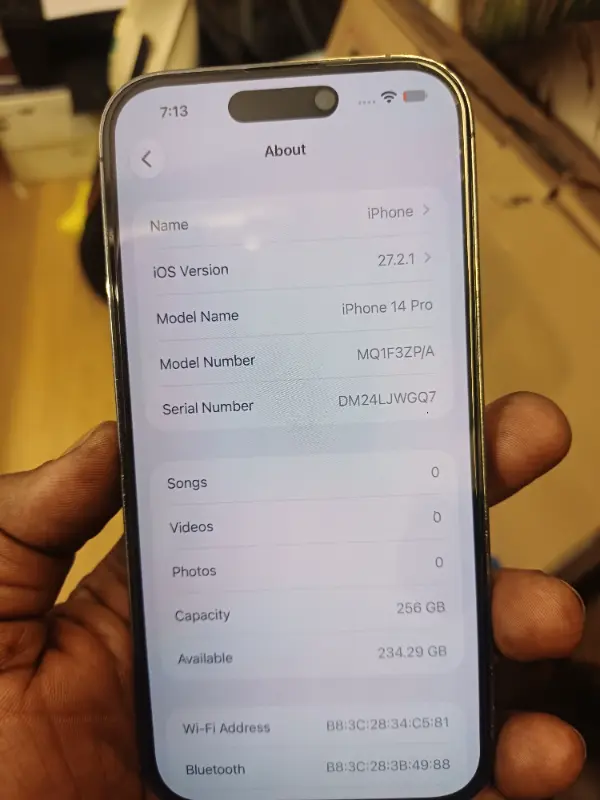 7:13
About
Name iPhone
iOS Version 27.2.1
Model Name iPhone 14 Pro
Model Number MQ1F3ZP/A
Serial Number DM24LJWGQ7
Songs 0
Videos 0
Photos 0
Capacity 256 GB
Available 234.29 GB
Wi-Fi Address B8:3C:28:34:C5:81
Bluetooth B8:3C:28:3B:49:88